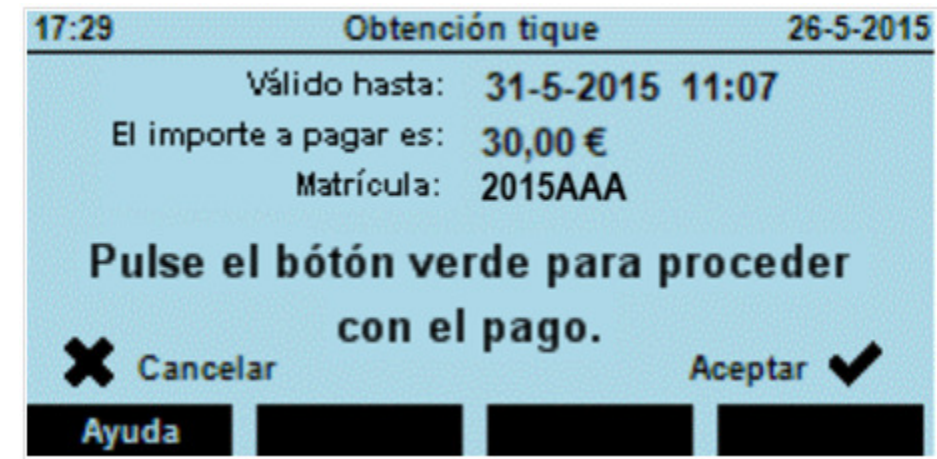 17:29 Obtención tique 26-5-2015
Válido hasta: 31-5-2015 11:07
El importe a pagar es: 30,00 €
Matrícula: 2015AAA
Pulse el bótón verde para proceder
con el pago.
Cancelar Aceptar
Ayuda